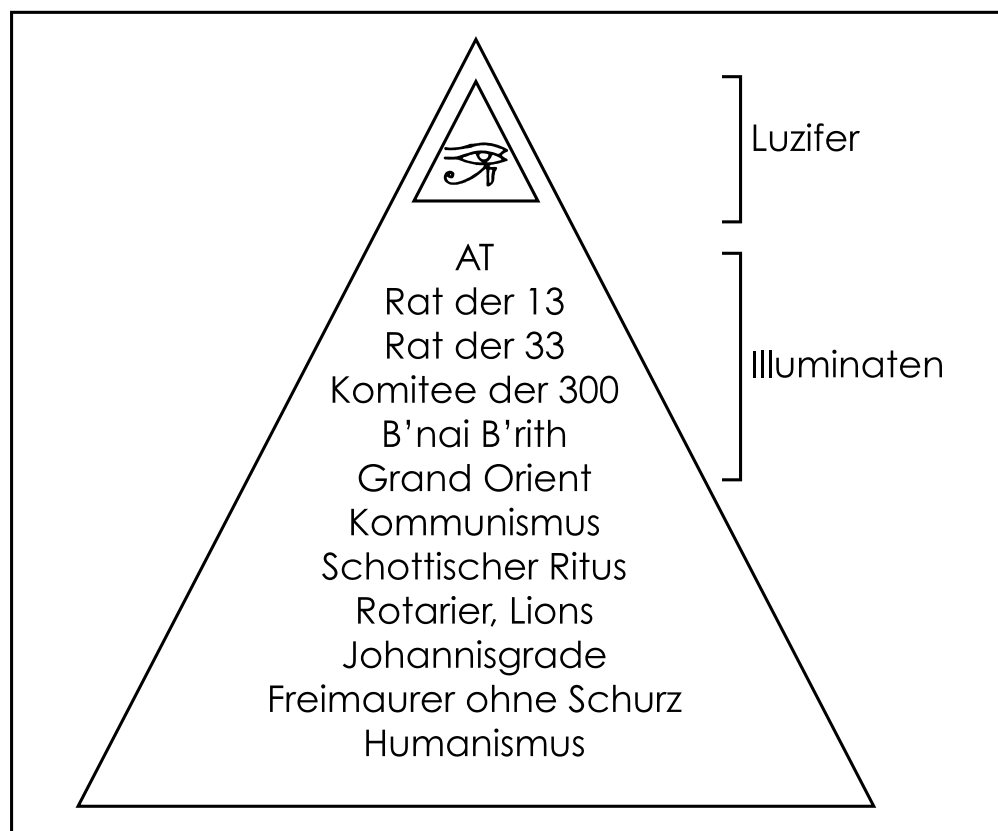 Luzifer
AT
Rat der 13
Rat der 33
Komitee der 300
Illuminaten
B’nai B’rith
Grand Orient
Kommunismus
Schottischer Ritus
Rotarier, Lions
Johannisgrade
Freimaurer ohne Schurz
Humanismus